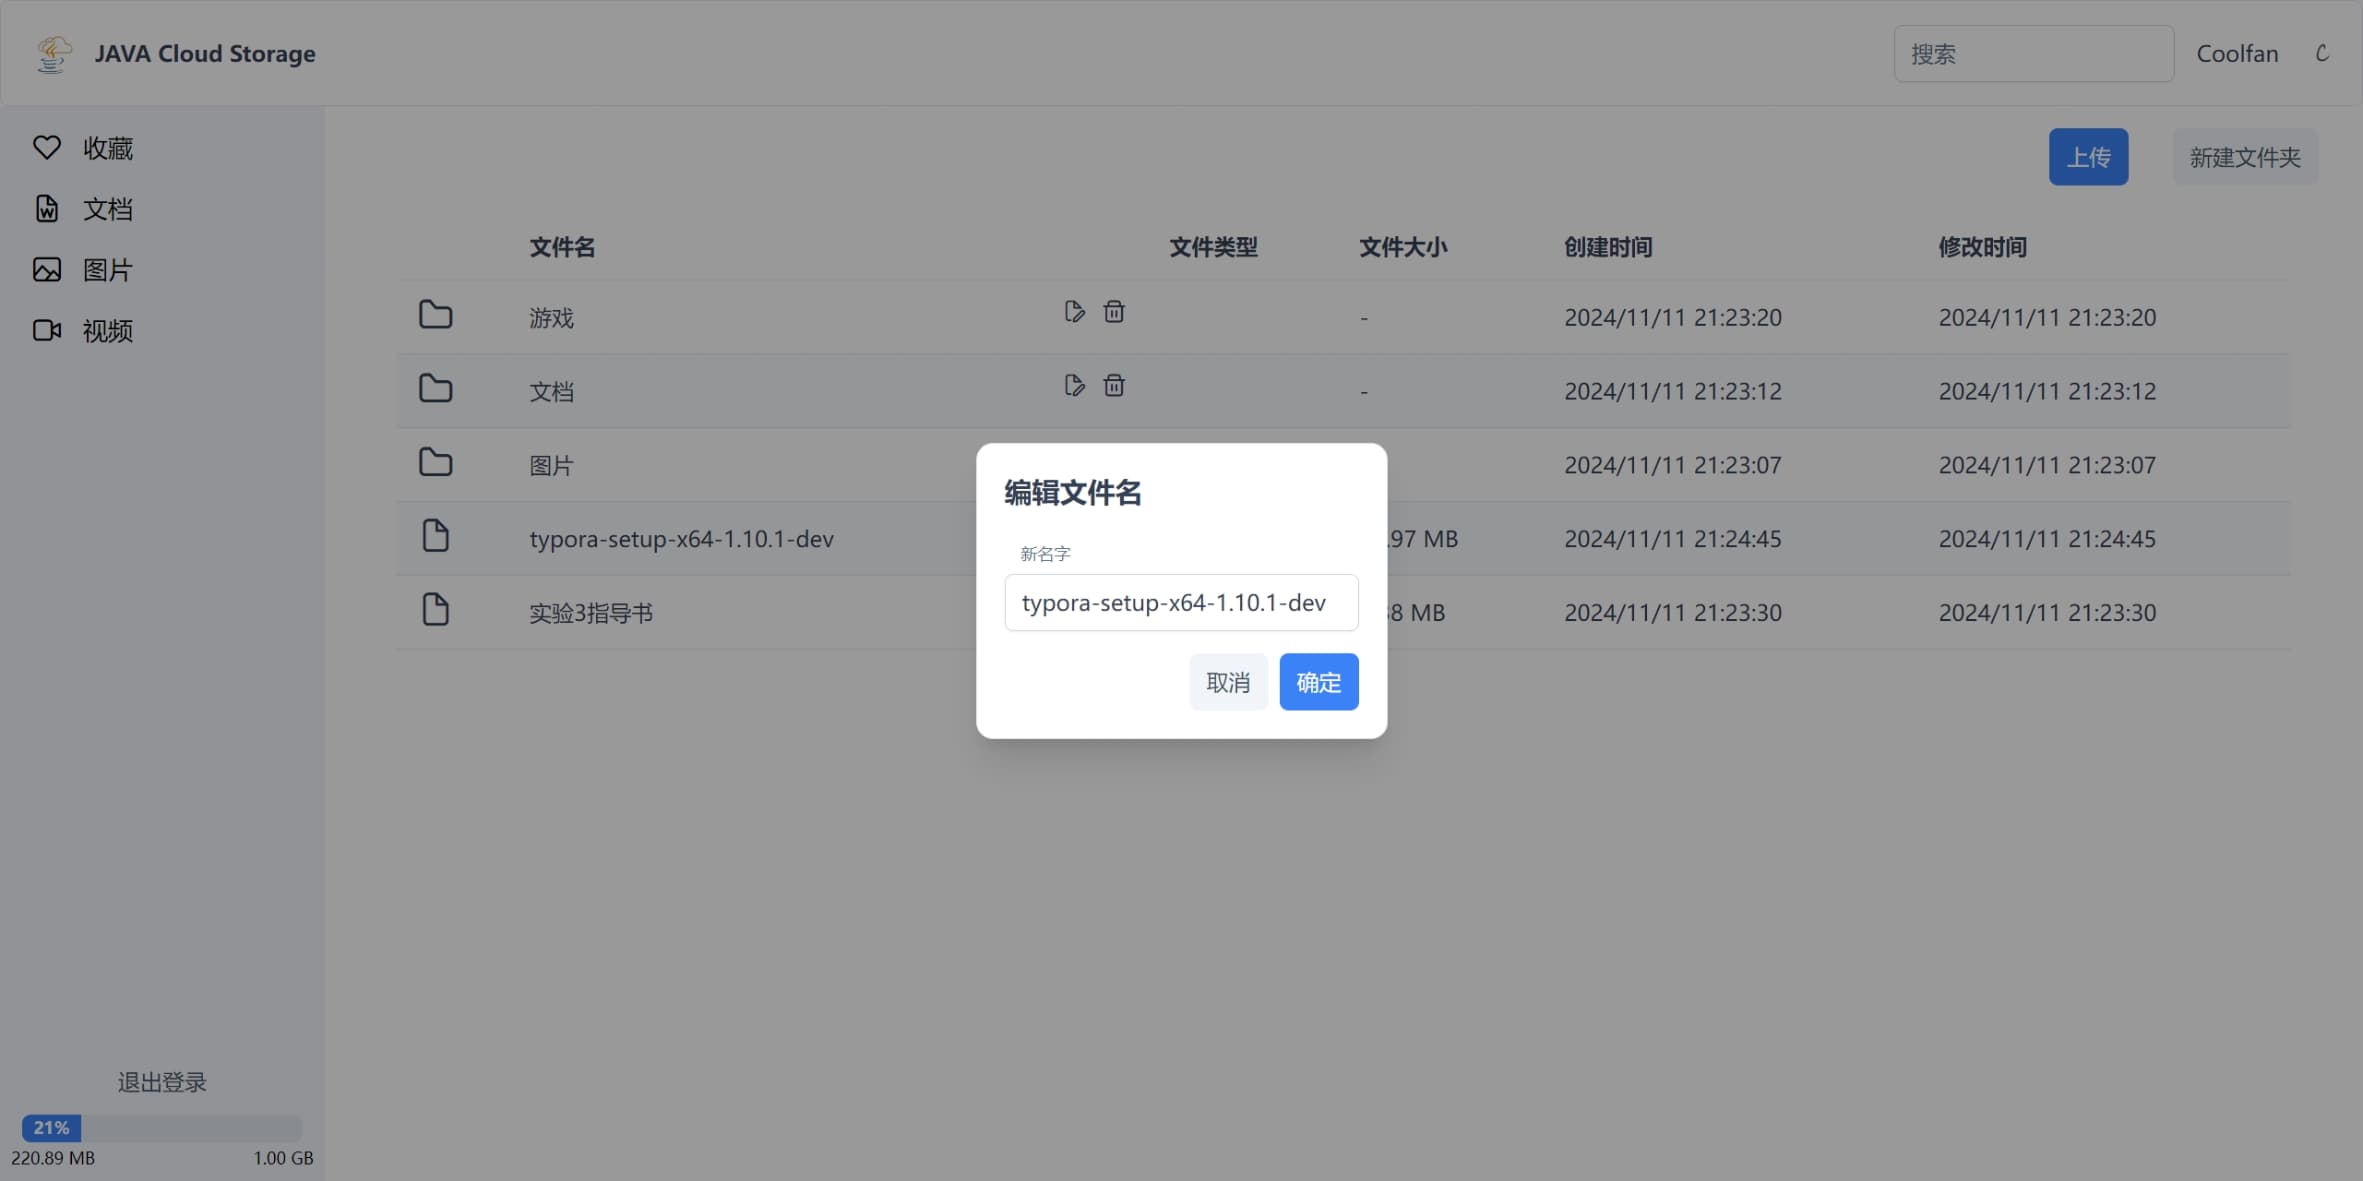 JAVA Cloud Storage
搜索
Coolfan
C
收藏
文档
图片
视频
上传
新建文件夹
文件名 文件类型 文件大小 创建时间 修改时间
游戏 - 2024/11/11 21:23:20 2024/11/11 21:23:20
文档 - 2024/11/11 21:23:12 2024/11/11 21:23:12
图片 2024/11/11 21:23:07 2024/11/11 21:23:07
typora-setup-x64-1.10.1-dev .97 MB 2024/11/11 21:24:45 2024/11/11 21:24:45
实验3指导书 8 MB 2024/11/11 21:23:30 2024/11/11 21:23:30
编辑文件名
新名字
typora-setup-x64-1.10.1-dev
取消
确定
退出登录
21%
220.89 MB 1.00 GB